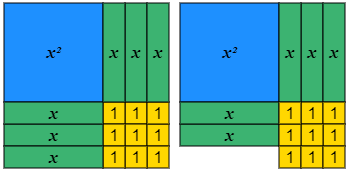 x² x x x x² x x x
x 1 1 1 x 1 1 1
x 1 1 1 x 1 1 1
x 1 1 1 1 1 1